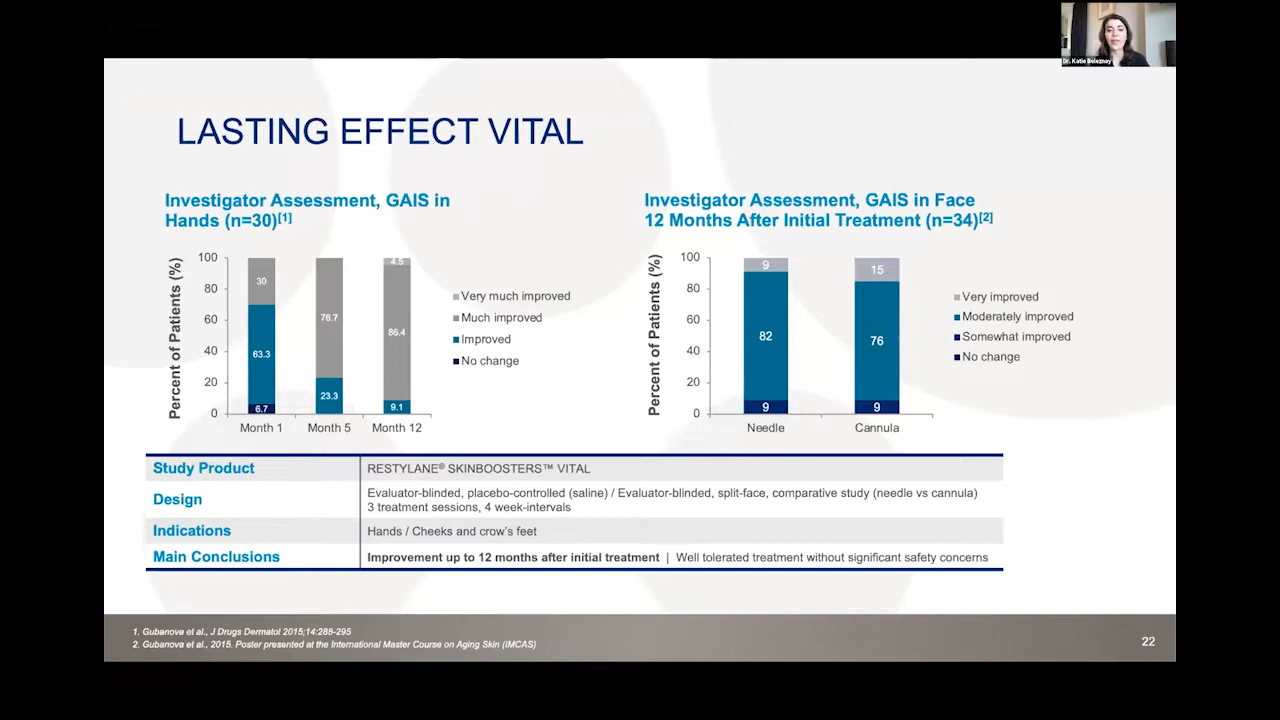 Dr. Katie Beleznay
LASTING EFFECT VITAL
Investigator Assessment, GAIS in
Hands (n=30)[1]
Percent of Patients (%)
100
80
60
40
20
0
30
63.3
6.7
76.7
23.3
4.5
86.4
9.1
Month 1
Month 5
Month 12
Very much improved
Much improved
Improved
No change
Investigator Assessment, GAIS in Face
12 Months After Initial Treatment (n=34)[2]
Percent of Patients (%)
100
80
60
40
20
0
9
82
9
15
76
9
Needle
Cannula
Very improved
Moderately improved
Somewhat improved
No change
Study Product
RESTYLANE® SKINBOOSTERS™ VITAL
Design
Evaluator-blinded, placebo-controlled (saline) / Evaluator-blinded, split-face, comparative study (needle vs cannula)
3 treatment sessions, 4 week-intervals
Indications
Hands / Cheeks and crow's feet
Main Conclusions
Improvement up to 12 months after initial treatment | Well tolerated treatment without significant safety concerns
1. Gubanova et al., J Drugs Dermatol 2015;14:288-295
2. Gubanova et al., 2015. Poster presented at the International Master Course on Aging Skin (IMCAS)
22